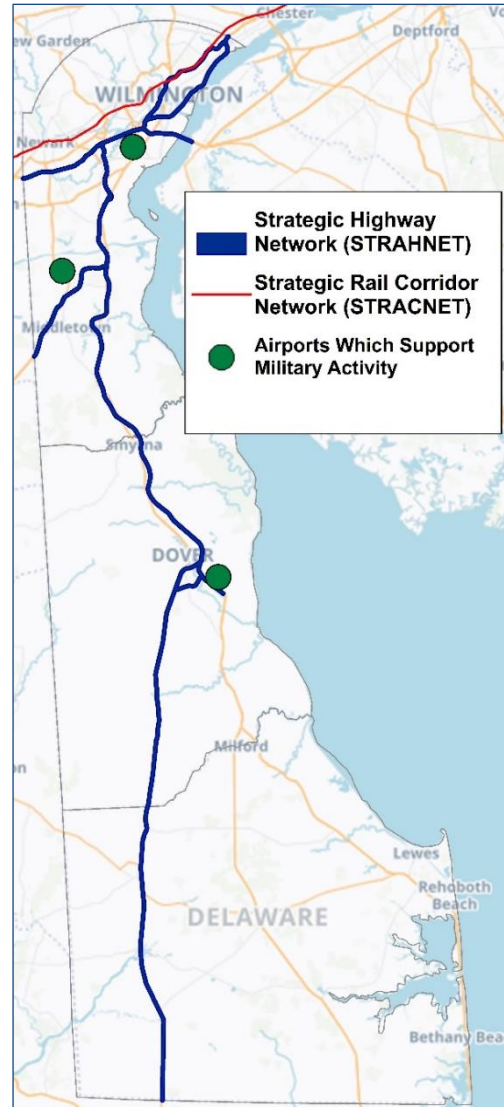 Chester
ew Garden
Deptford
WILMINGTON
Newark
Strategic Highway
Network (STRAHNET)
Strategic Rail Corridor
Network (STRACNET)
Airports Which Support
Military Activity
Middletown
Smyrna
DOVER
Milford
on
Lewes
Rehoboth
Beach
DELAWARE
Bethany Bea